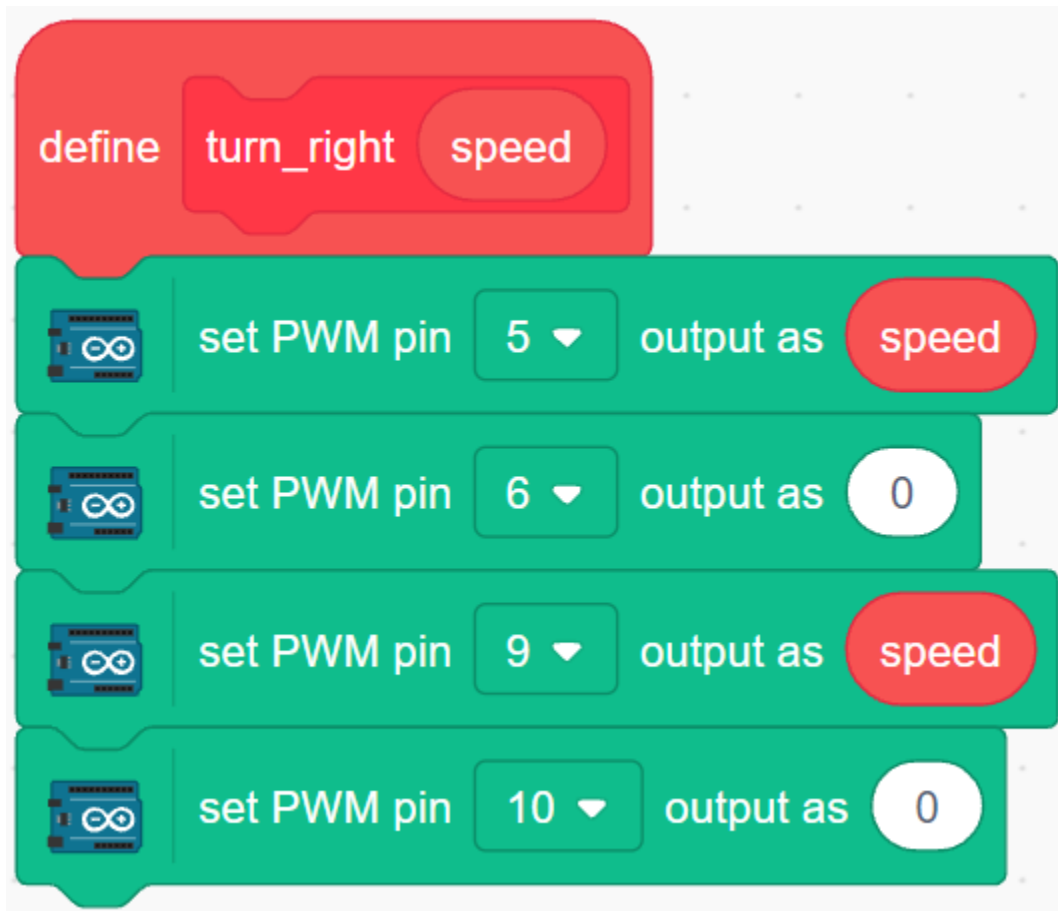 define turn_right speed
set PWM pin 5 output as speed
set PWM pin 6 output as 0
set PWM pin 9 output as speed
set PWM pin 10 output as 0